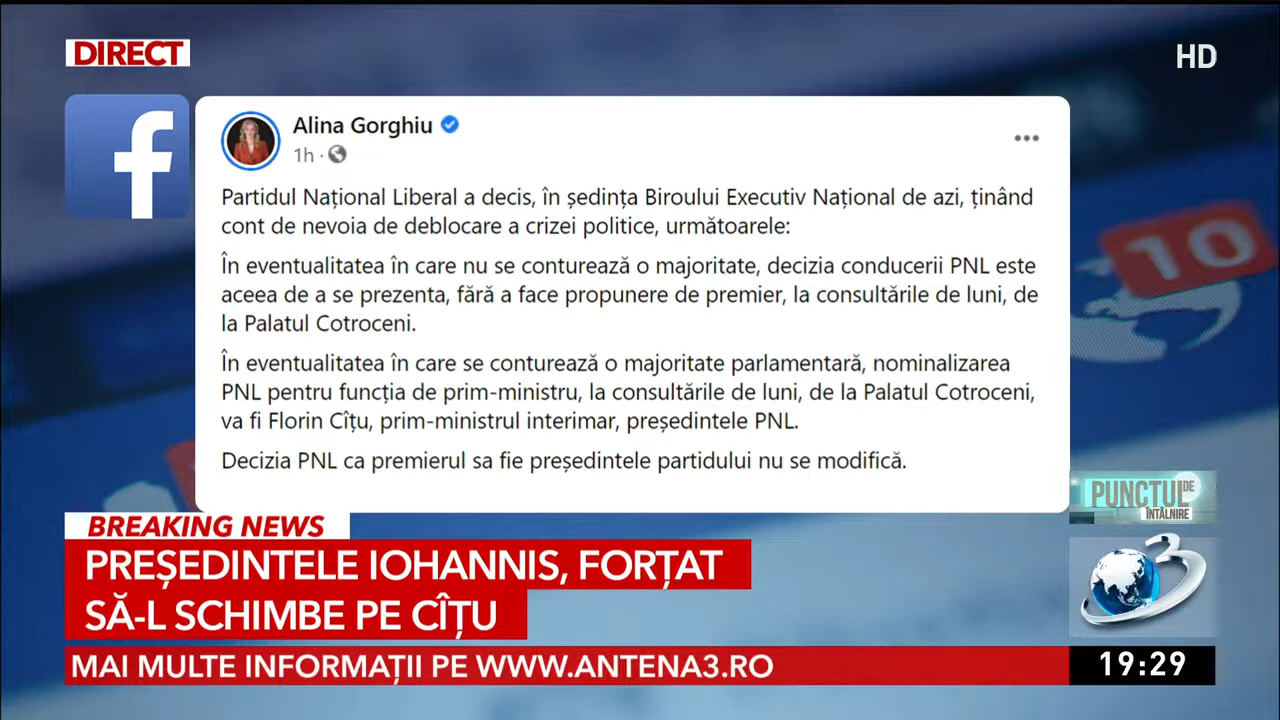 DIRECT
HD
f
Alina Gorghiu
1h ·
Partidul Național Liberal a decis, în ședința Biroului Executiv Național de azi, ținând
cont de nevoia de deblocare a crizei politice, următoarele:
În eventualitatea în care nu se conturează o majoritate, decizia conducerii PNL este
aceea de a se prezenta, fără a face propunere de premier, la consultările de luni, de
la Palatul Cotroceni.
În eventualitatea în care se conturează o majoritate parlamentară, nominalizarea
PNL pentru funcția de prim-ministru, la consultările de luni, de la Palatul Cotroceni,
va fi Florin Cîțu, prim-ministrul interimar, președintele PNL.
Decizia PNL ca premierul sa fie președintele partidului nu se modifică.
10
PUNCTUL DE
ÎNTÂLNIRE
BREAKING NEWS
PREȘEDINTELE IOHANNIS, FORȚAT
SĂ-L SCHIMBE PE CÎȚU
3
MAI MULTE INFORMAȚII PE WWW.ANTENA3.RO
19:29